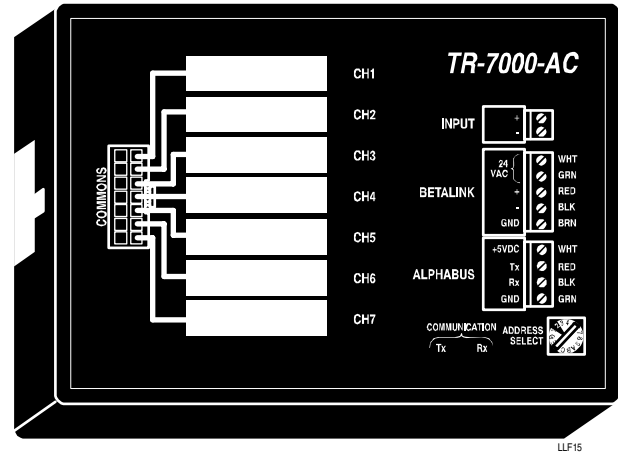 TR-7000-AC
COMMONS
CH1
CH2
CH3
CH4
CH5
CH6
CH7
INPUT
+
-
BETALINK
24
VAC
+
-
GND
WHT
GRN
RED
BLK
BRN
ALPHABUS
+5VDC
Tx
Rx
GND
WHT
RED
BLK
GRN
COMMUNICATION
Tx Rx
ADDRESS
SELECT
LLF15